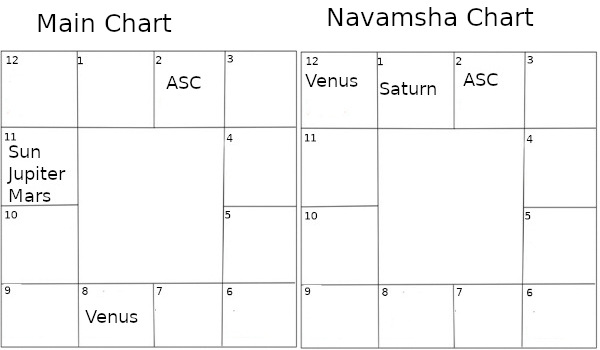 Main Chart
Navamsha Chart
12 1 2 3
ASC
11
Sun
Jupiter
Mars
4
10 5
9 8 7 6
Venus
12 1 2 3
Venus Saturn ASC
11 4
10 5
9 8 7 6